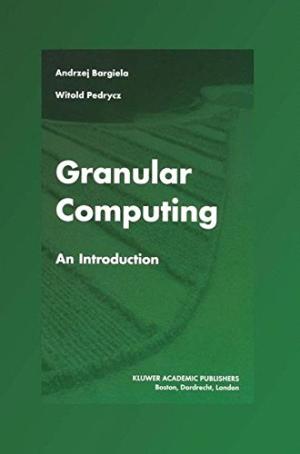 Andrzej Bargiela
Witold Pedrycz
Granular
Computing
An Introduction
KLUWER ACADEMIC PUBLISHERS
Boston, Dordrecht, London